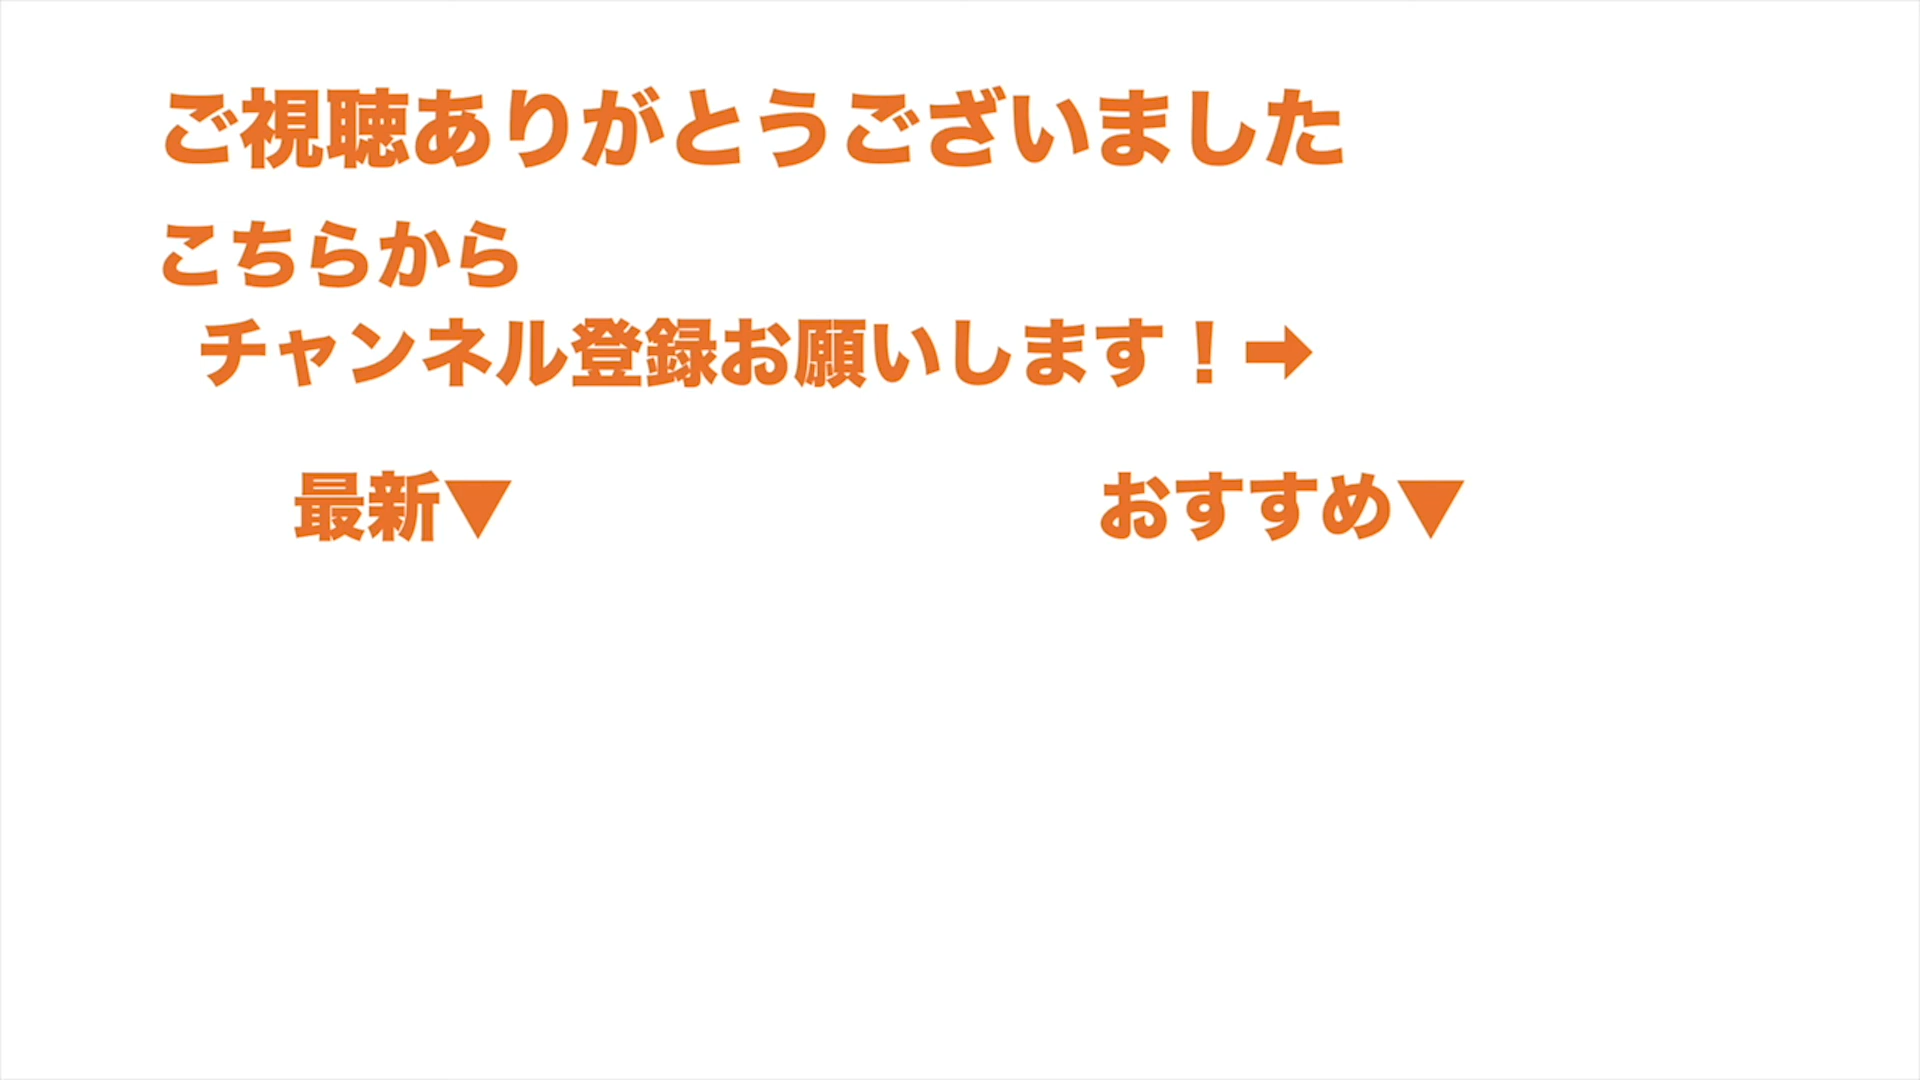 ご視聴ありがとうございました
こちらから
チャンネル登録お願いします！➡
最新▼
おすすめ▼